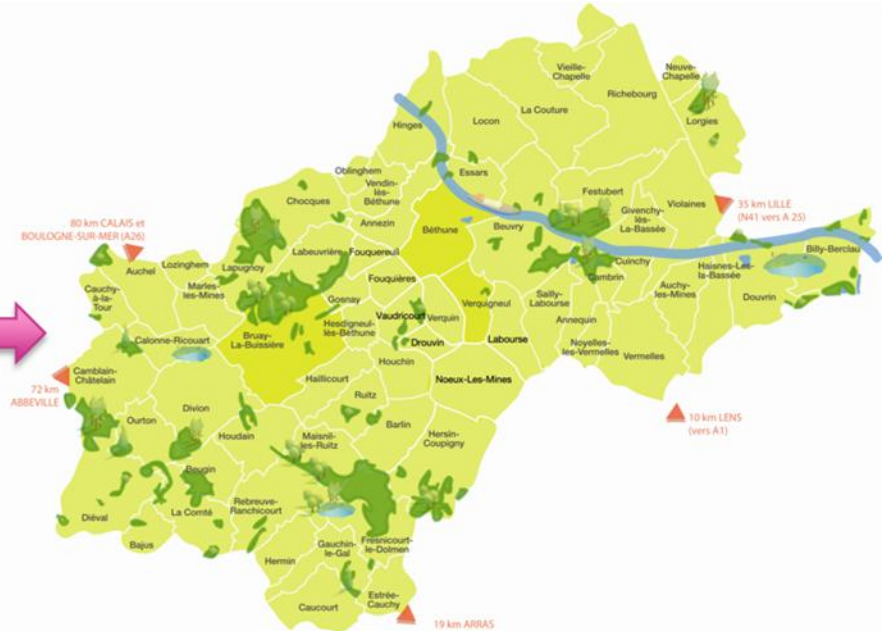 Vieille-
Chapelle
Neuve-
Chapelle
Richebourg
La Couture
Lorgies
Locon
Hinges
Essars
Oblinghem
Vendin-
lès-
Béthune
Chocques
Annezin
Festubert
Violaines
35 km LILLE
(N41 vers A 25)
Givenchy-
lès-
La-Bassée
80 km CALAIS et
BOULOGNE-SUR-MER (A26)
Béthune
Beuvry
Billy-Berclau
Labeuvrière
Fouquereuil
Lozinghem
Lapugnoy
Auchel
Cuinchy
Haisnes-Les-
la-Bassée
Fouquières
Cambrin
Cauchy-
à-la-
Tour
Marles-
les-Mines
Gosnay
Verquigneul
Sailly-
Labourse
Auchy-
les-Mines
Douvrin
Vaudricourt
Verquin
Annequin
Hesdigneul-
lès-Béthune
Calonne-Ricouart
Bruay-
La-Buissière
Drouvin
Labourse
Noyelles-
les-Vermelles
Vermelles
Houchin
Camblain-
Châtelain
Haillicourt
Noeux-Les-Mines
72 km
ABBEVILLE
Divion
Ruitz
Ourton
10 km LENS
(vers A1)
Houdain
Barlin
Maisnil-
les-Ruitz
Hersin-
Coupigny
Beugin
Rebreuve-
Ranchicourt
La Comté
Diéval
Bajus
Gauchin-
le-Gal
Fresnicourt-
le-Dolmen
Hermin
Estrée-
Cauchy
Caucourt
19 km ARRAS